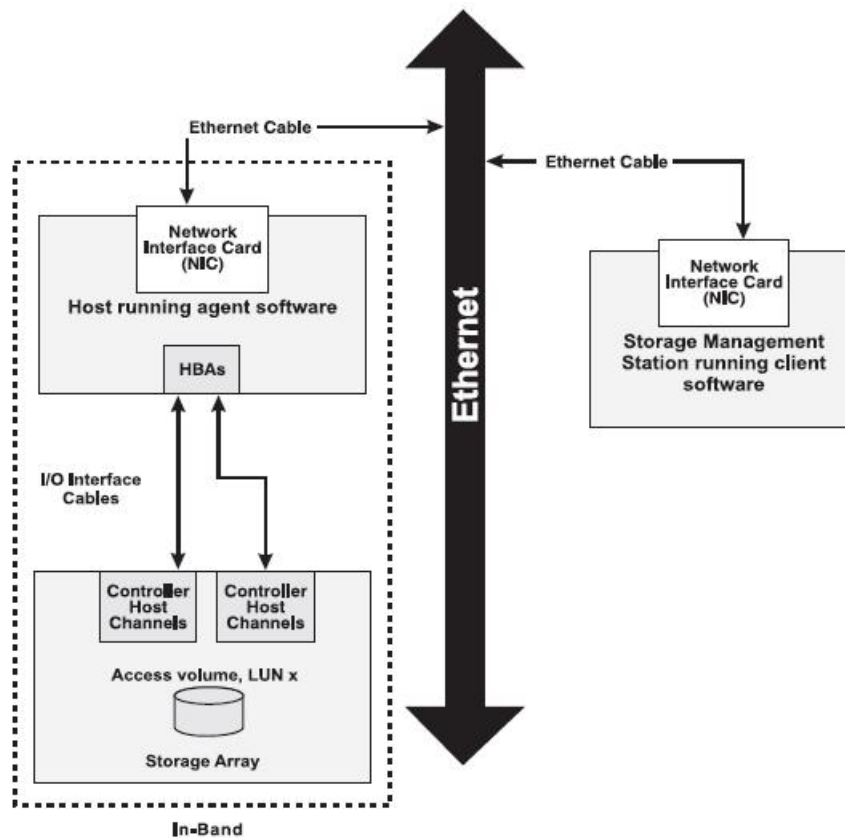 Ethernet Cable
Ethernet Cable
Network
Interface Card
(NIC)
Host running agent software
HBAs
I/O Interface
Cables
Controller
Host
Channels
Controller
Host
Channels
Access volume, LUN x
Storage Array
In-Band
Ethernet
Network
Interface Card
(NIC)
Storage Management
Station running client
software